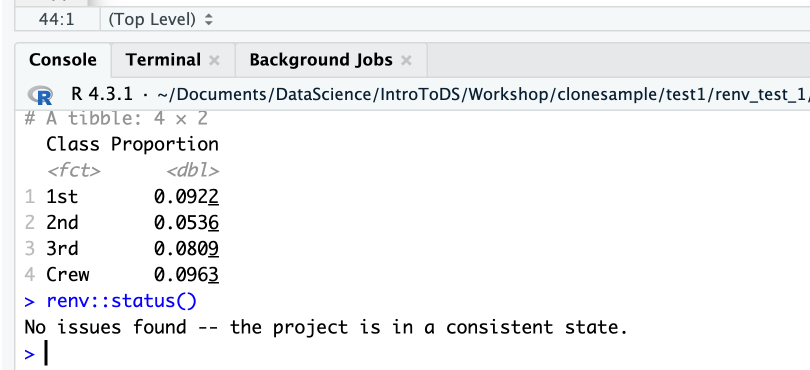 44:1 (Top Level)
Console Terminal Background Jobs
R R 4.3.1 · ~/Documents/DataScience/IntroToDS/Workshop/clonesample/test1/renv_test_1/
# A tibble: 4 × 2
Class Proportion
<fct> <dbl>
1 1st 0.0922
2 2nd 0.0536
3 3rd 0.0809
4 Crew 0.0963
> renv::status()
No issues found -- the project is in a consistent state.
>